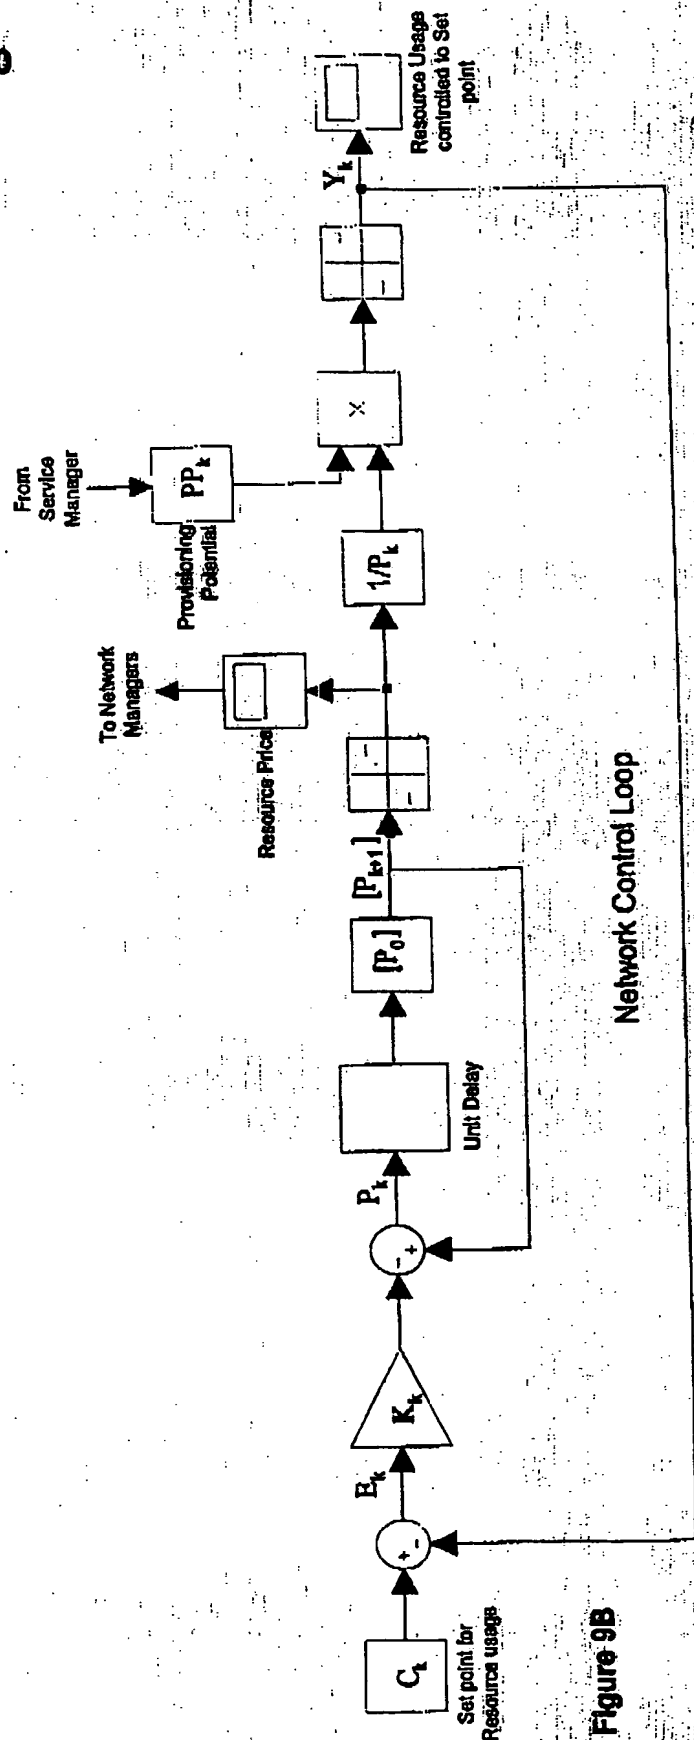 C_k
Set point for
Resource usage
+
-
E_k
K_k
-
+
P_k
Unit Delay
[P_0]
[P_{k+1}]
Resource Price
To Network
Managers
1/P_k
Provisioning
Potential
PP_k
From
Service
Manager
×
Y_k
Resource Usage
controlled to Set
point
Network Control Loop
Figure 9B